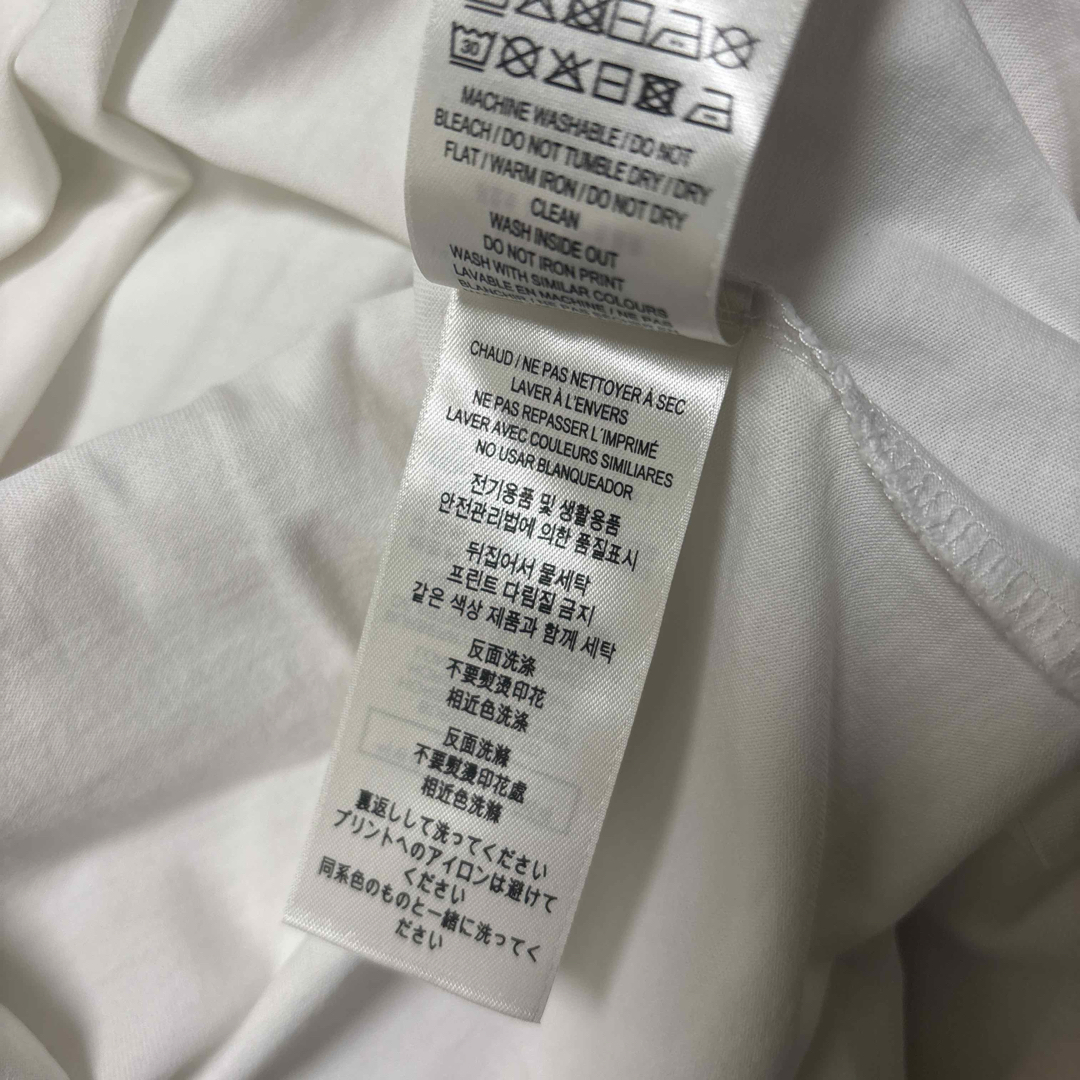 30
MACHINE WASHABLE / DO NOT
BLEACH / DO NOT TUMBLE DRY / DRY
FLAT / WARM IRON / DO NOT DRY
CLEAN
WASH INSIDE OUT
DO NOT IRON PRINT
WASH WITH SIMILAR COLOURS
LAVABLE EN MACHINE / NE PAS
BLANCHIR / NE PAS
CHAUD / NE PAS NETTOYER À SEC
LAVER À L'ENVERS
NE PAS REPASSER L'IMPRIMÉ
LAVER AVEC COULEURS SIMILIARES
NO USAR BLANQUEADOR
전기용품 및 생활용품
안전관리법에 의한 품질표시
뒤집어서 물세탁
프린트 다림질 금지
같은 색상 제품과 함께 세탁
反面洗涤
不要熨烫印花
相近色洗涤
反面洗滌
不要熨燙印花處
相近色洗滌
裏返しして洗ってください
プリントへのアイロンは避けて
ください
同系色のものと一緒に洗ってく
ださい